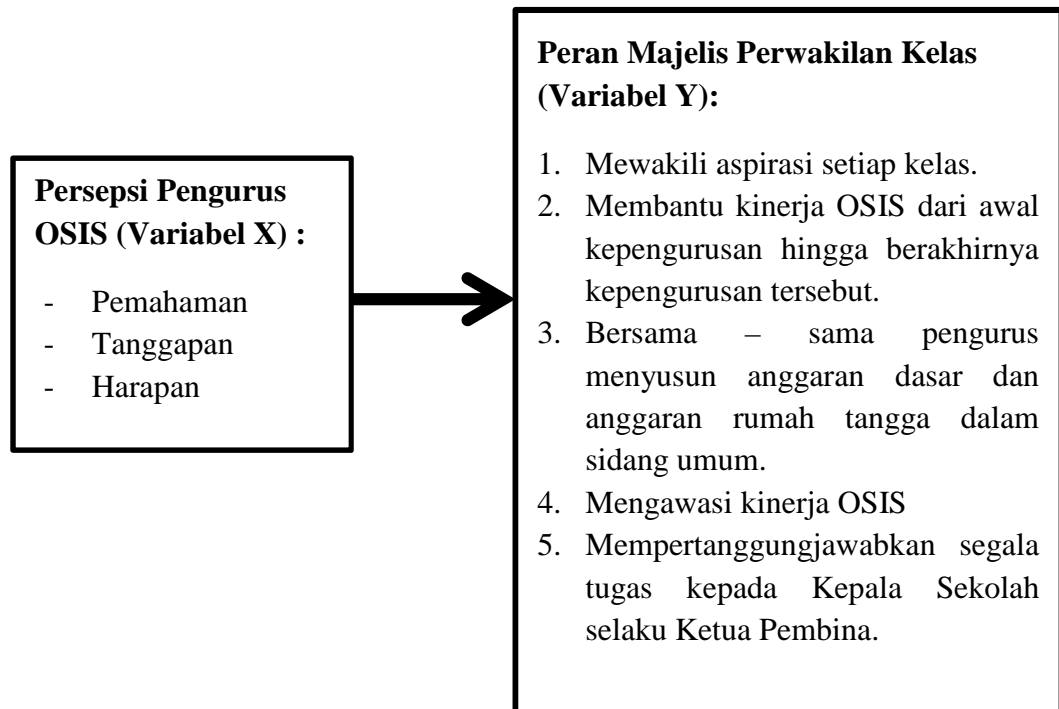 Persepsi Pengurus
OSIS (Variabel X) :
- Pemahaman
- Tanggapan
- Harapan
Peran Majelis Perwakilan Kelas
(Variabel Y):
1. Mewakili aspirasi setiap kelas.
2. Membantu kinerja OSIS dari awal
kepengurusan hingga berakhirnya
kepengurusan tersebut.
3. Bersama – sama pengurus
menyusun anggaran dasar dan
anggaran rumah tangga dalam
sidang umum.
4. Mengawasi kinerja OSIS
5. Mempertanggungjawabkan segala
tugas kepada Kepala Sekolah
selaku Ketua Pembina.